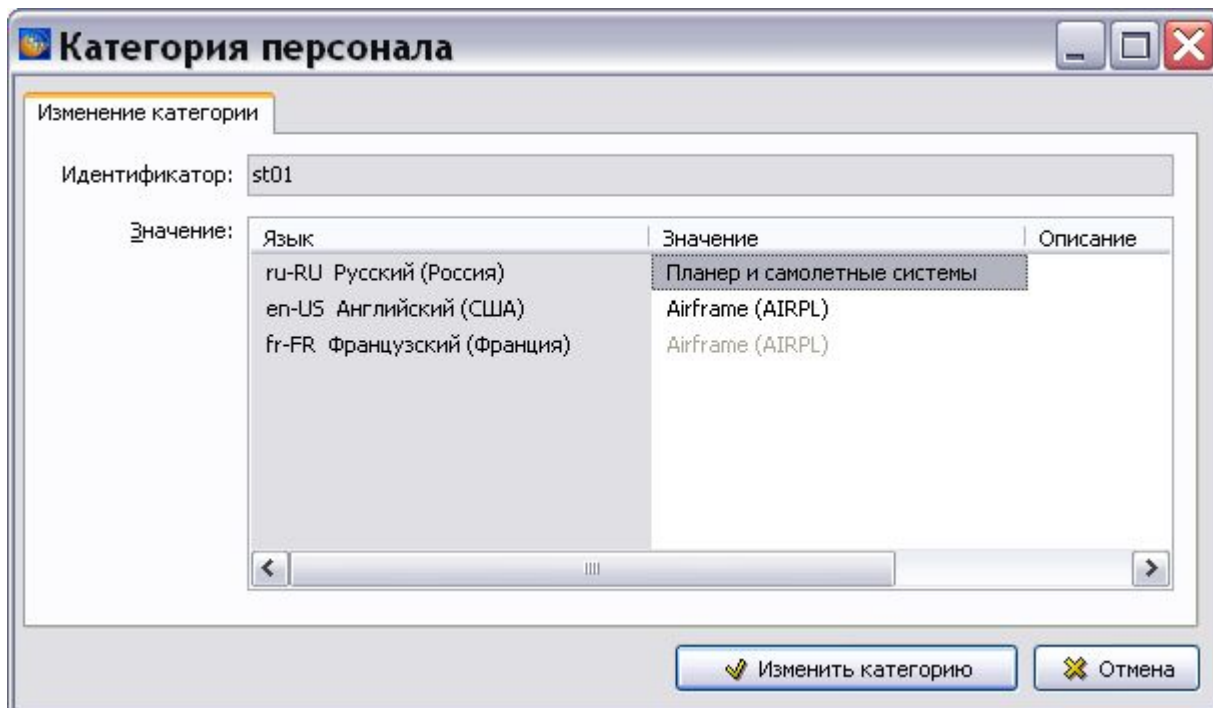 Категория персонала
Изменение категории
Идентификатор: st01
Значение: Язык Значение Описание
ru-RU Русский (Россия) Планер и самолетные системы
en-US Английский (США) Airframe (AIRPL)
fr-FR Французский (Франция) Airframe (AIRPL)
Изменить категорию Отмена